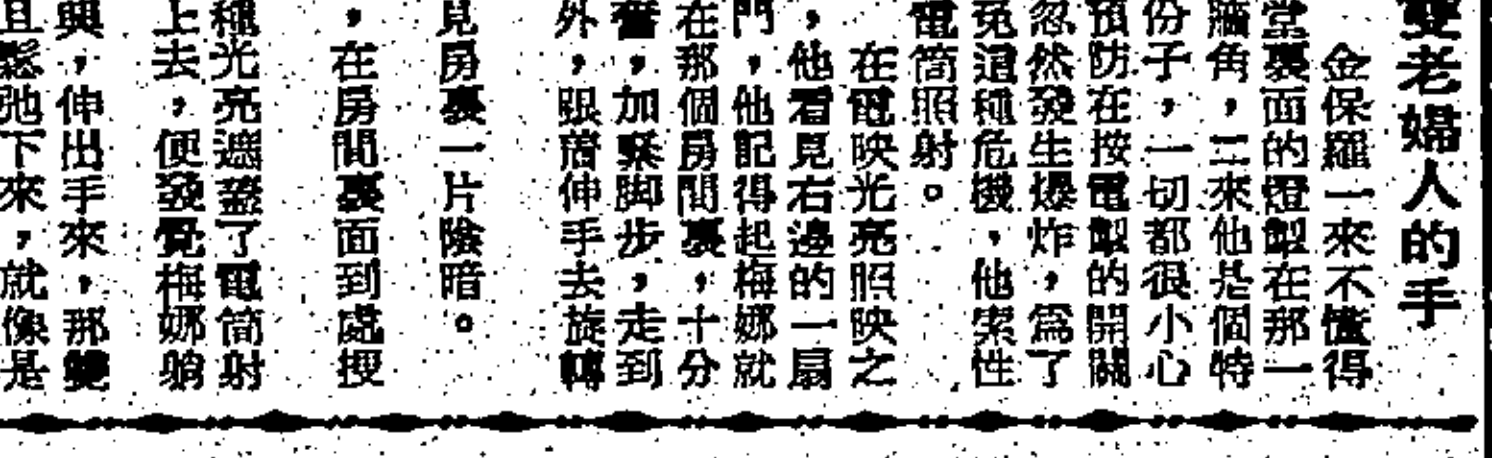 雙老婦人的手
金保羅一來不懂得
堂裏面的燈掣在那一
牆角，二來他是個特
份子，一切都很小心
預防在按電掣的開關
忽然發生爆炸，為了
免這種危機，他索性
電筒照射。
在電映光亮照映之
，他看見右邊的一扇
門，他記得起梅娜就
在那個房間裏，十分
奮，加緊脚步，走到
外，跟着伸手去旋轉
見房裏一片陰暗。
，在房間裏面到處搜
種光亮遮蓋了電筒射
上去，便發覺梅娜躺
興，伸出手來，那雙
且鬆弛下來，就像是